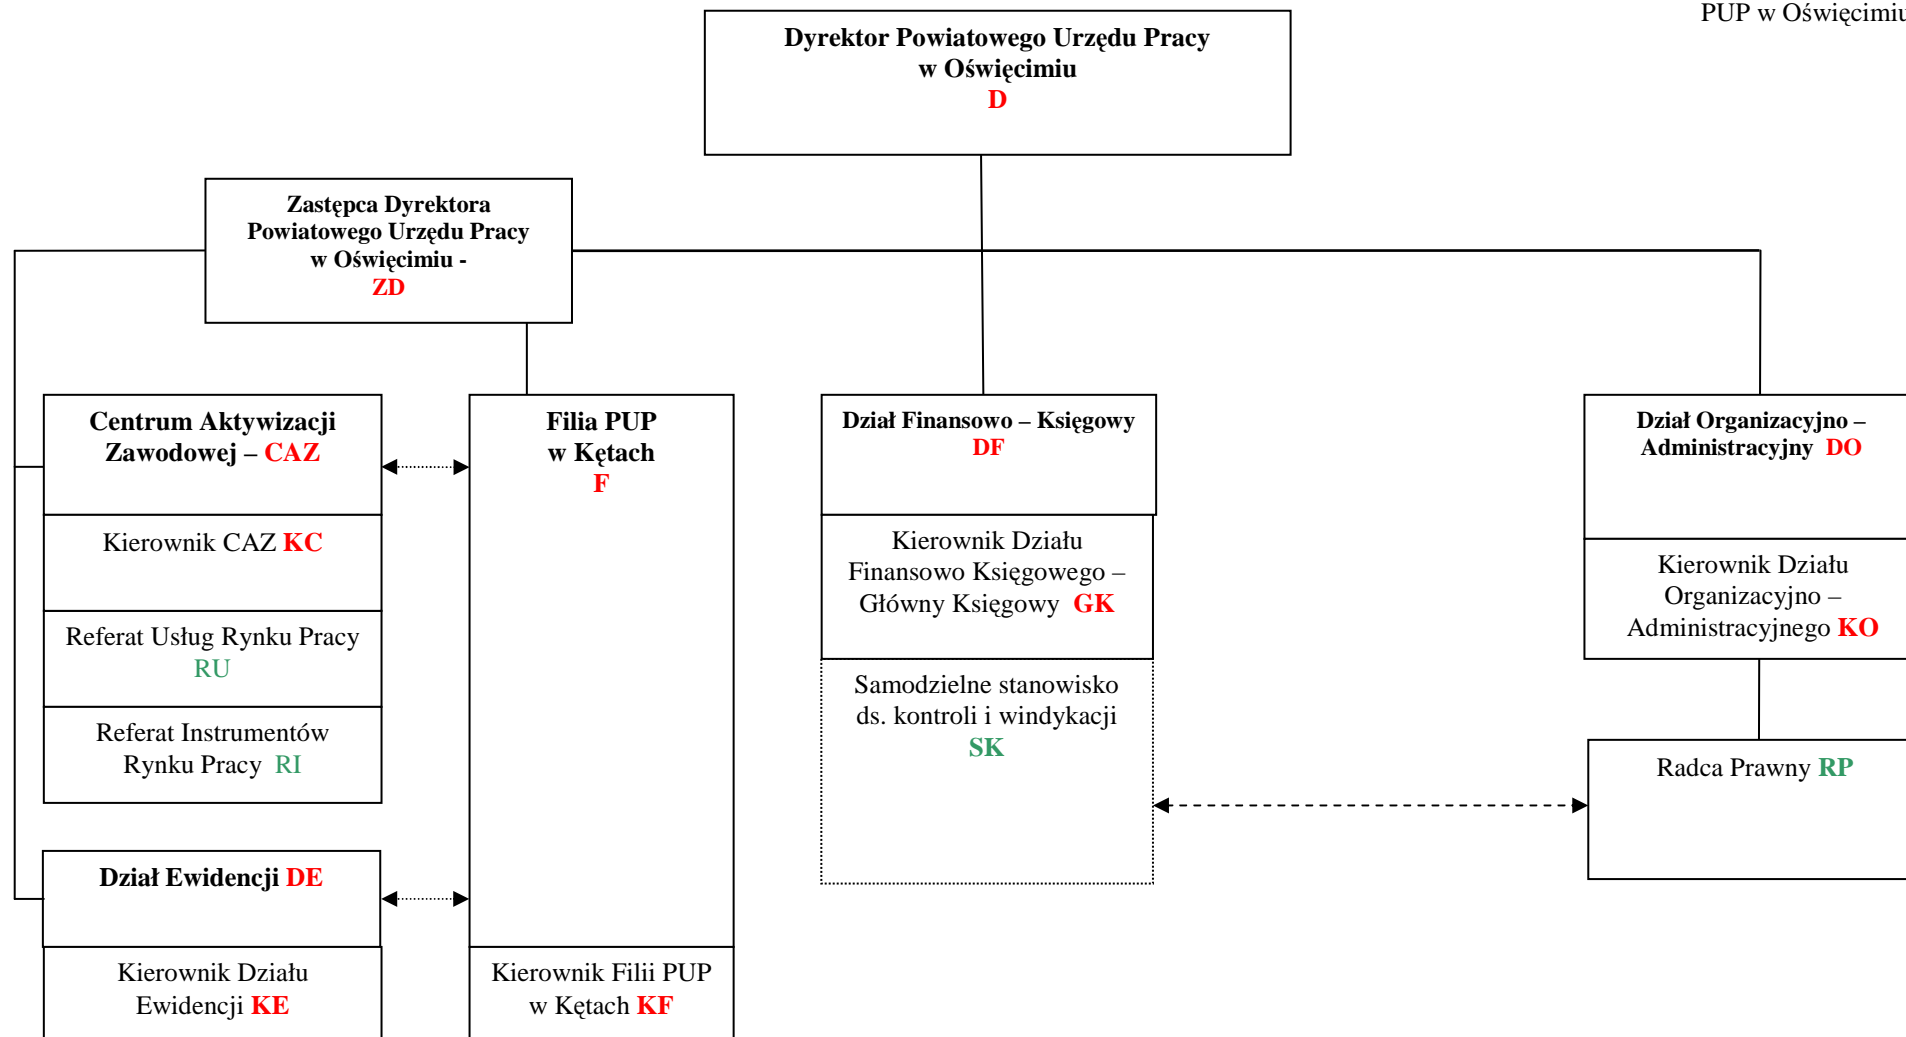 PUP w Oświęcimiu
Dyrektor Powiatowego Urzędu Pracy
w Oświęcimiu
D
Zastępca Dyrektora
Powiatowego Urzędu Pracy
w Oświęcimiu -
ZD
Centrum Aktywizacji
Zawodowej – CAZ
Kierownik CAZ KC
Referat Usług Rynku Pracy
RU
Referat Instrumentów
Rynku Pracy RI
Dział Ewidencji DE
Kierownik Działu
Ewidencji KE
Filia PUP
w Kętach
F
Kierownik Filii PUP
w Kętach KF
Dział Finansowo – Księgowy
DF
Kierownik Działu
Finansowo Księgowego –
Główny Księgowy GK
Samodzielne stanowisko
ds. kontroli i windykacji
SK
Dział Organizacyjno –
Administracyjny DO
Kierownik Działu
Organizacyjno –
Administracyjnego KO
Radca Prawny RP